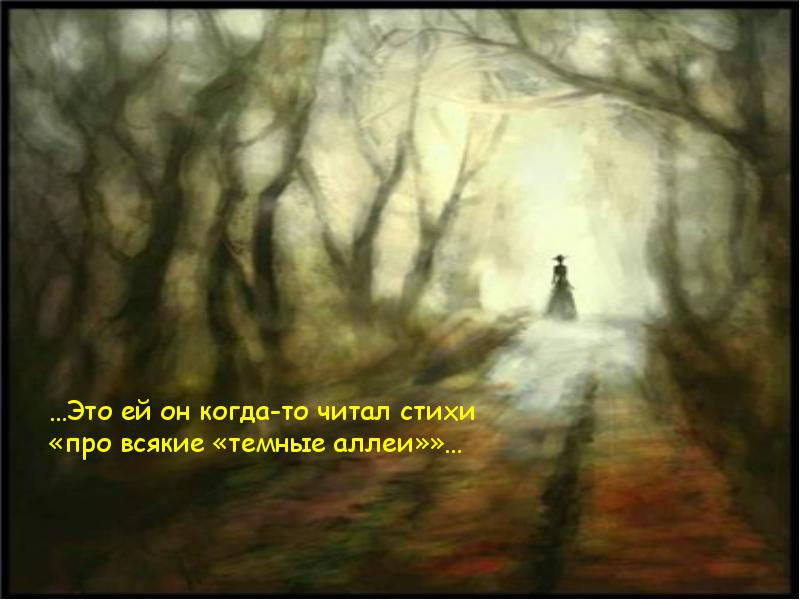 ...Это ей он когда-то читал стихи
«про всякие «темные аллеи»»...